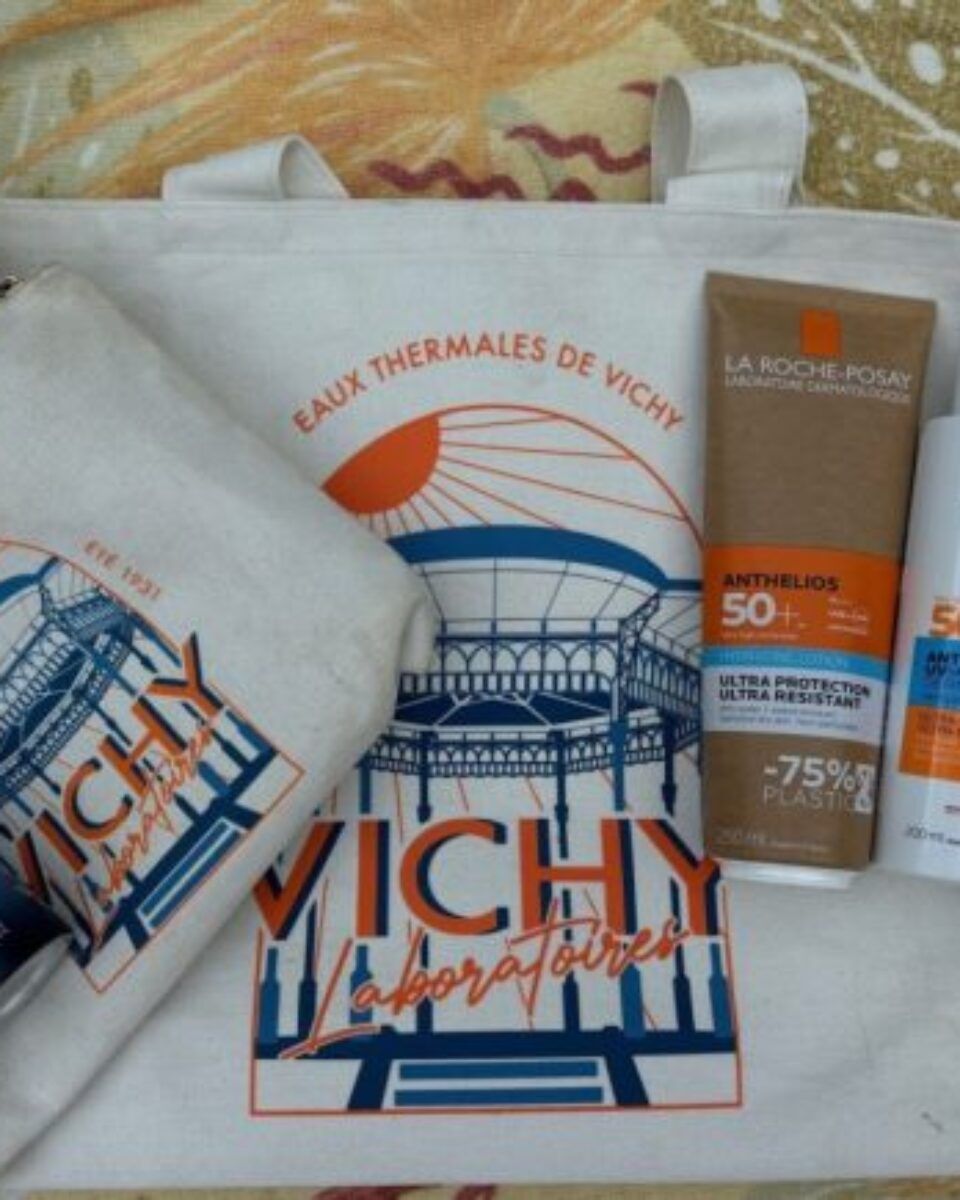 EAUX THERMALES DE VICHY
VICHY
Laboratoires
ÉTÉ 1931
VICHY
Laboratoires
LA ROCHE-POSAY
LABORATOIRE DERMATOLOGIQUE
ANTHELIOS
50+
ULTRA PROTECTION
ULTRA RESISTANT
-75%
PLASTIC